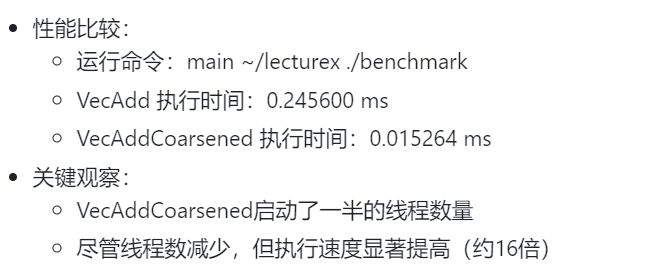 性能比较：
运行命令：main ~/lecturex ./benchmark
VecAdd 执行时间：0.245600 ms
VecAddCoarsened 执行时间：0.015264 ms
关键观察：
VecAddCoarsened启动了一半的线程数量
尽管线程数减少，但执行速度显著提高（约16倍）